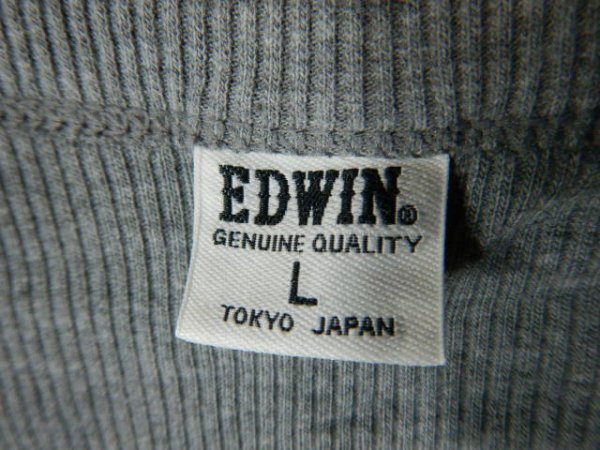 EDWIN®
GENUINE QUALITY
L
TOKYO JAPAN